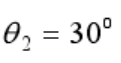 θ₂ = 30°